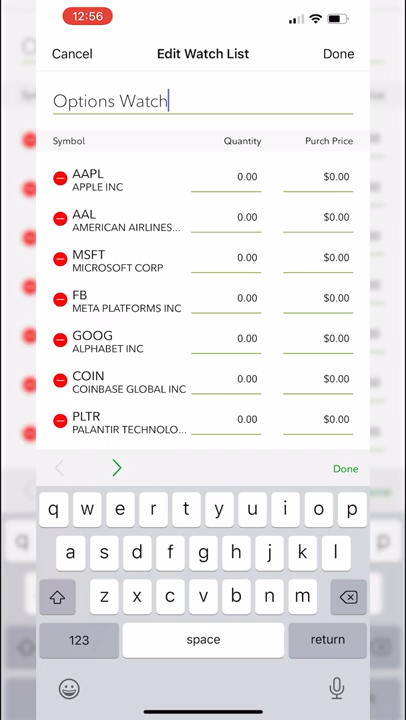 12:56
Cancel Edit Watch List Done
Options Watch
Symbol Quantity Purch Price
AAPL 0.00 $0.00
APPLE INC
AAL 0.00 $0.00
AMERICAN AIRLINES...
MSFT 0.00 $0.00
MICROSOFT CORP
FB 0.00 $0.00
META PLATFORMS INC
GOOG 0.00 $0.00
ALPHABET INC
COIN 0.00 $0.00
COINBASE GLOBAL INC
PLTR 0.00 $0.00
PALANTIR TECHNOLO...
Done
q w e r t y u i o p
a s d f g h j k l
z x c v b n m
123 space return